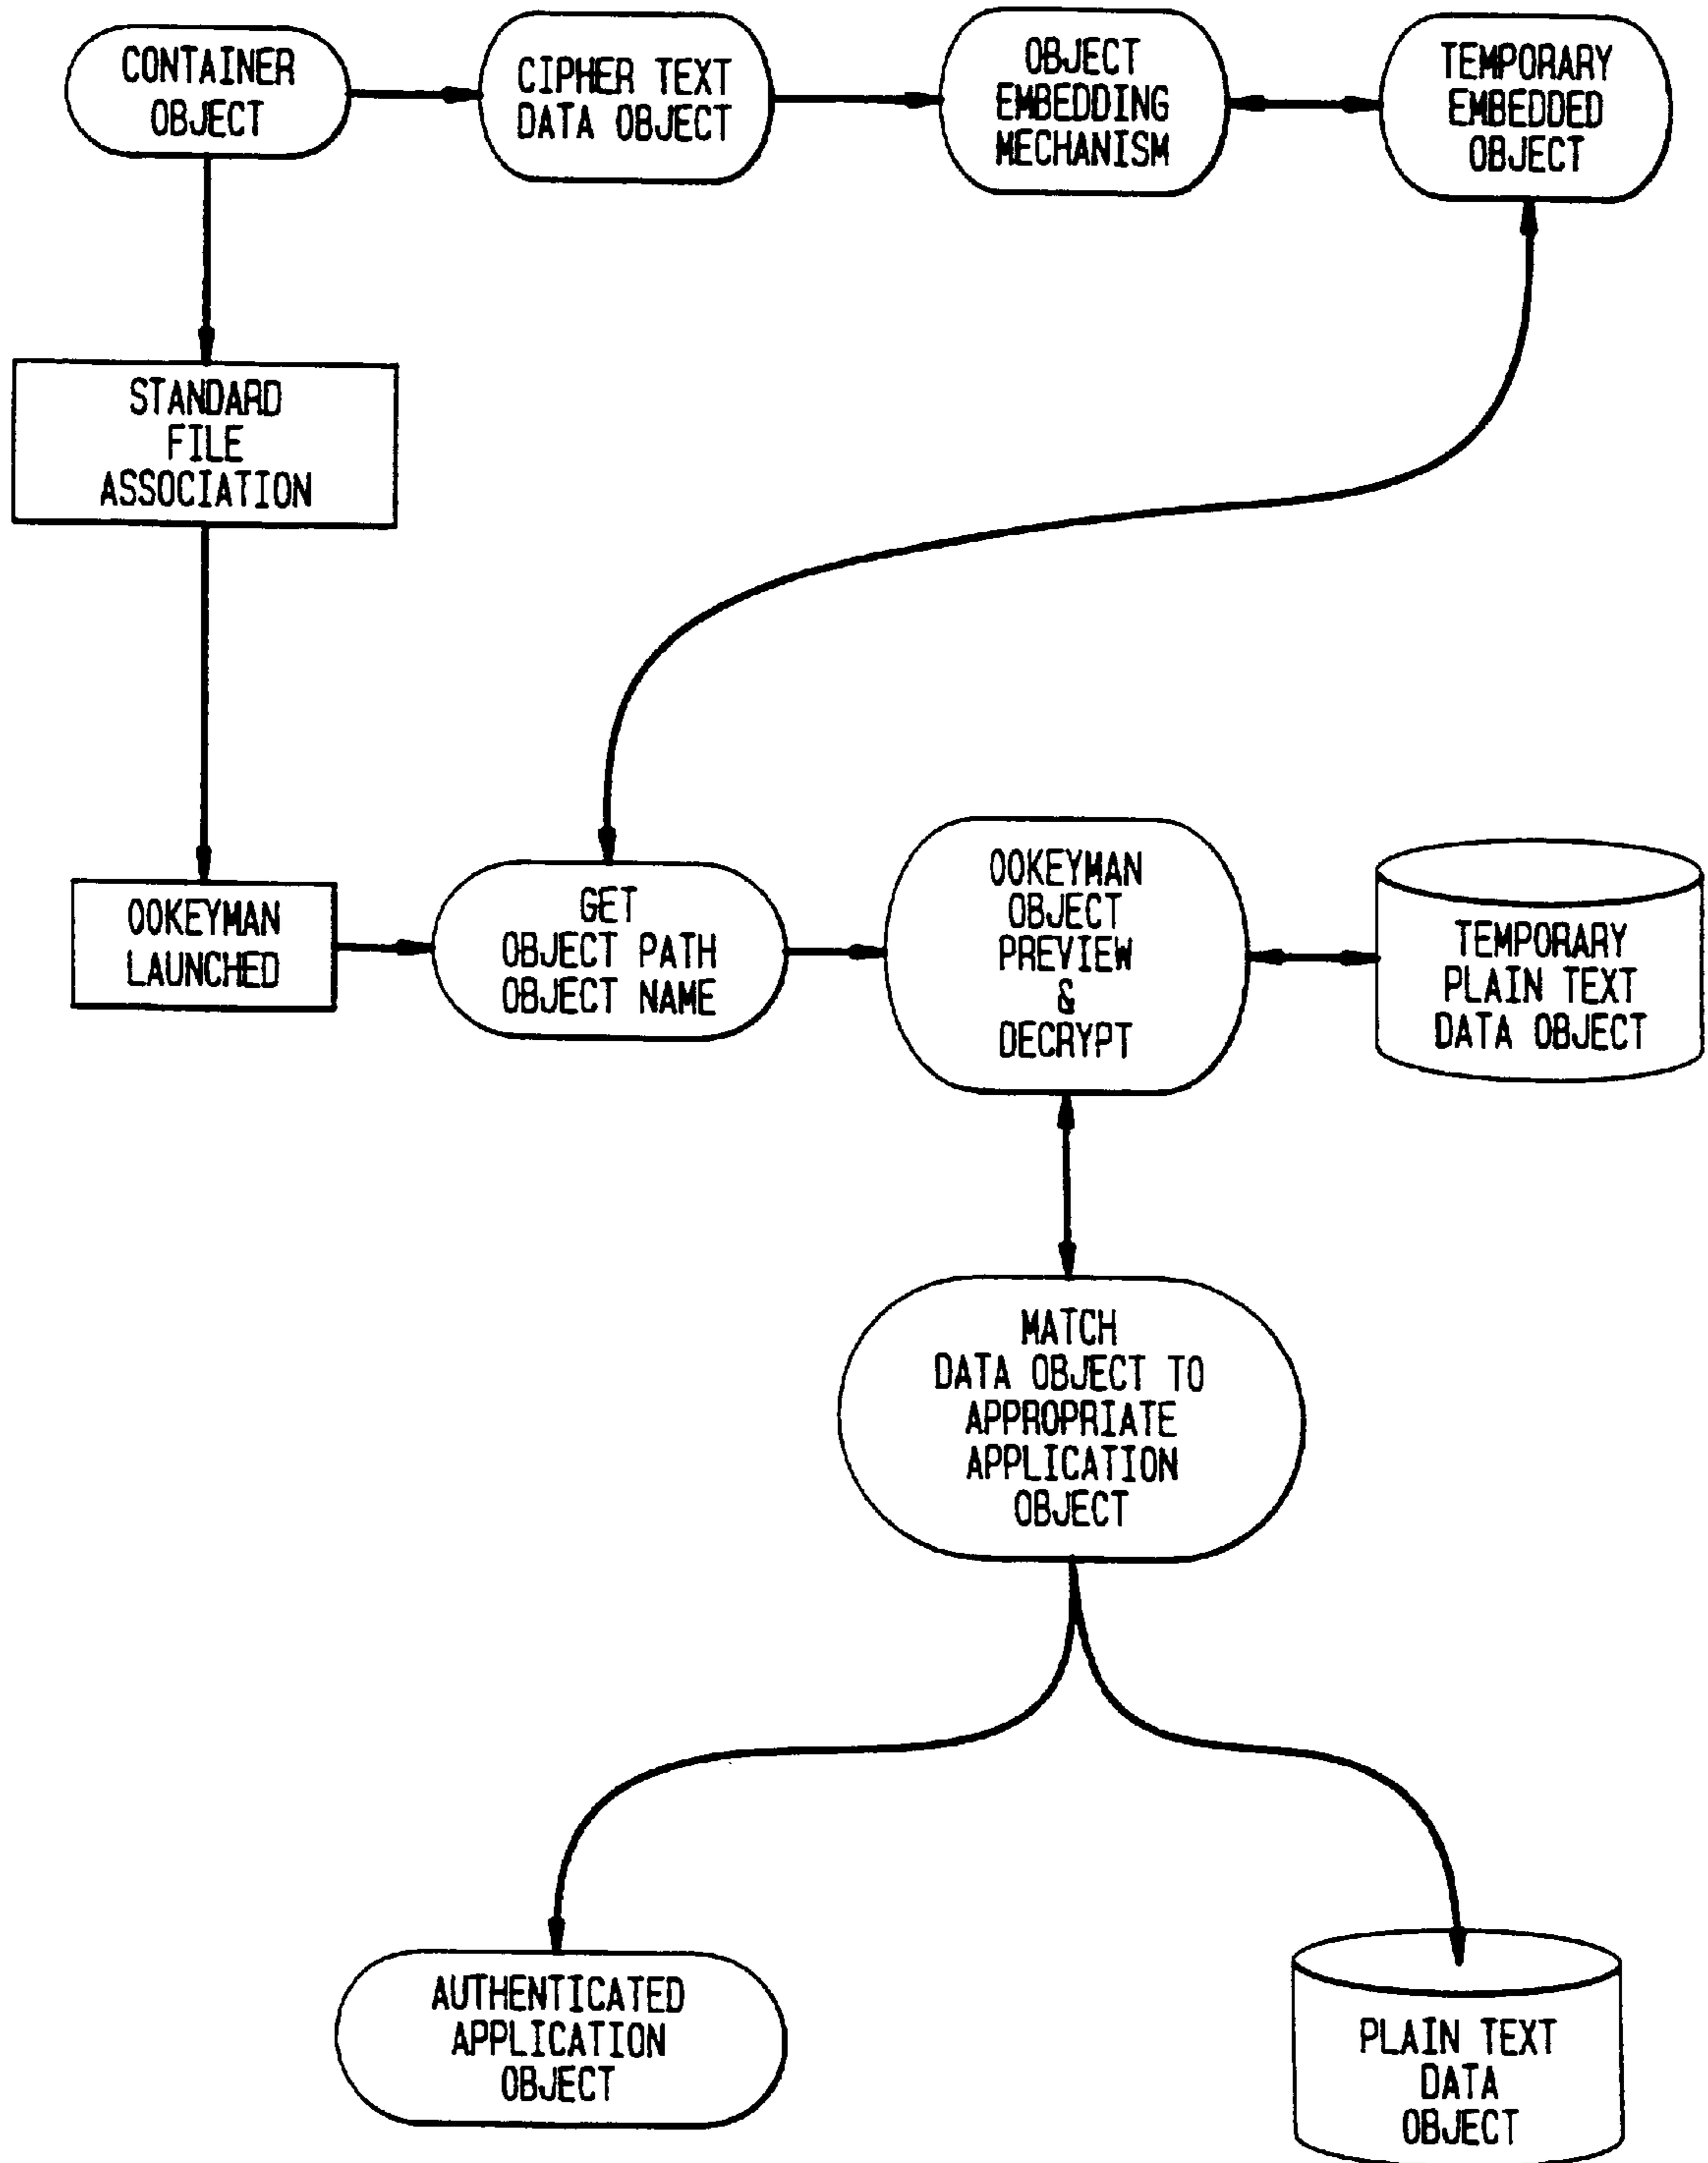 CONTAINER
OBJECT
CIPHER TEXT
DATA OBJECT
OBJECT
EMBEDDING
MECHANISM
TEMPORARY
EMBEDDED
OBJECT
STANDARD
FILE
ASSOCIATION
OOKEYMAN
LAUNCHED
GET
OBJECT PATH
OBJECT NAME
OOKEYMAN
OBJECT
PREVIEW
&
DECRYPT
TEMPORARY
PLAIN TEXT
DATA OBJECT
MATCH
DATA OBJECT TO
APPROPRIATE
APPLICATION
OBJECT
AUTHENTICATED
APPLICATION
OBJECT
PLAIN TEXT
DATA
OBJECT